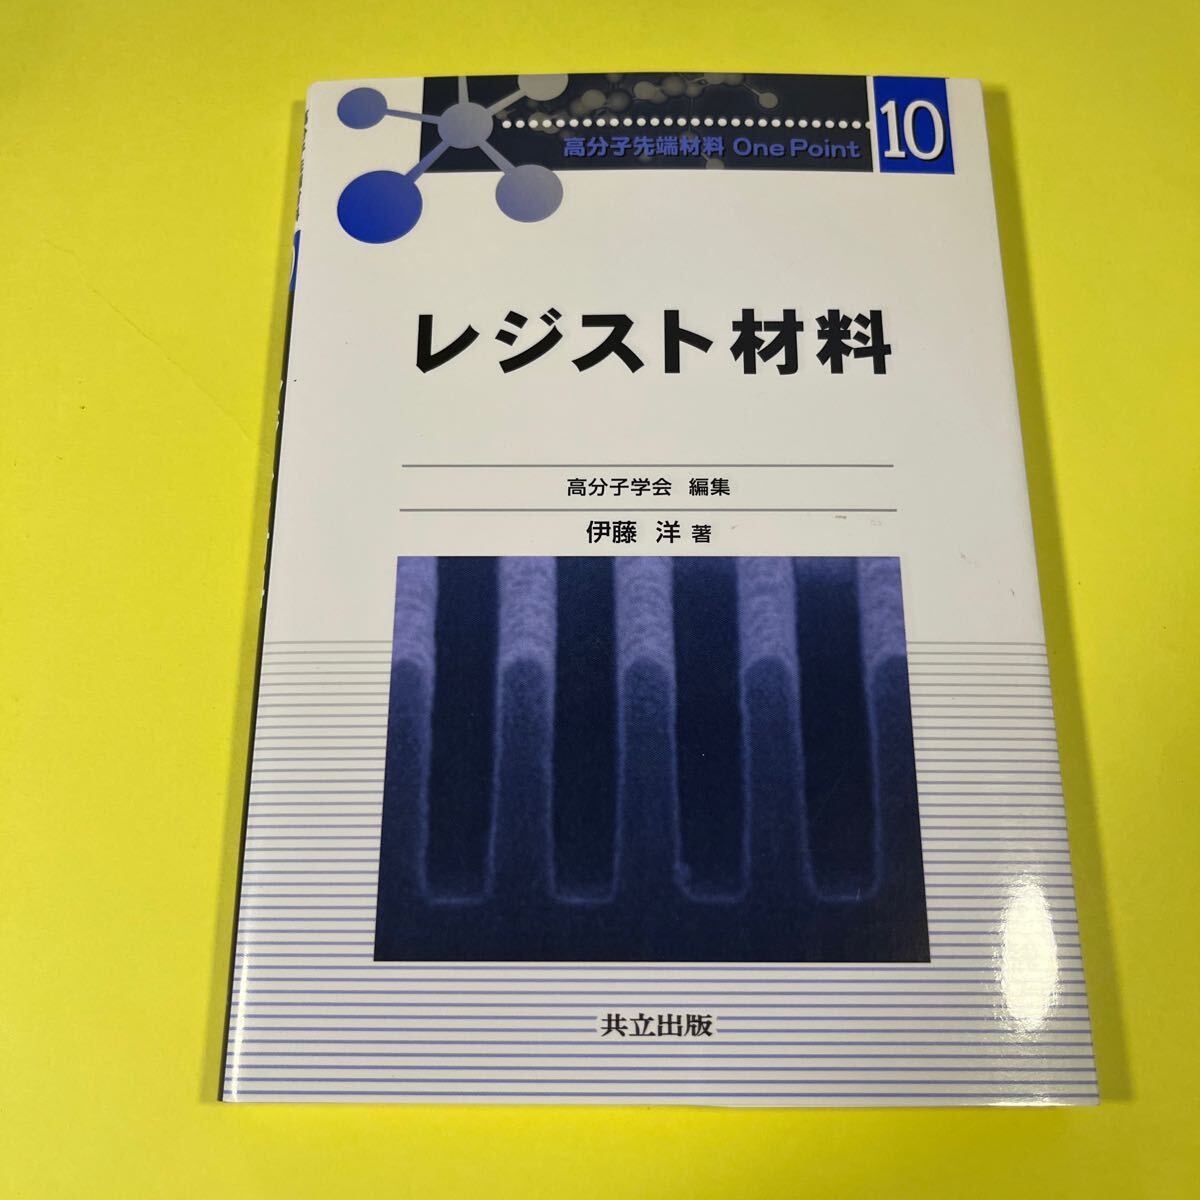 高分子先端材料 One Point
10
レジスト材料
高分子学会 編集
伊藤 洋 著
共立出版